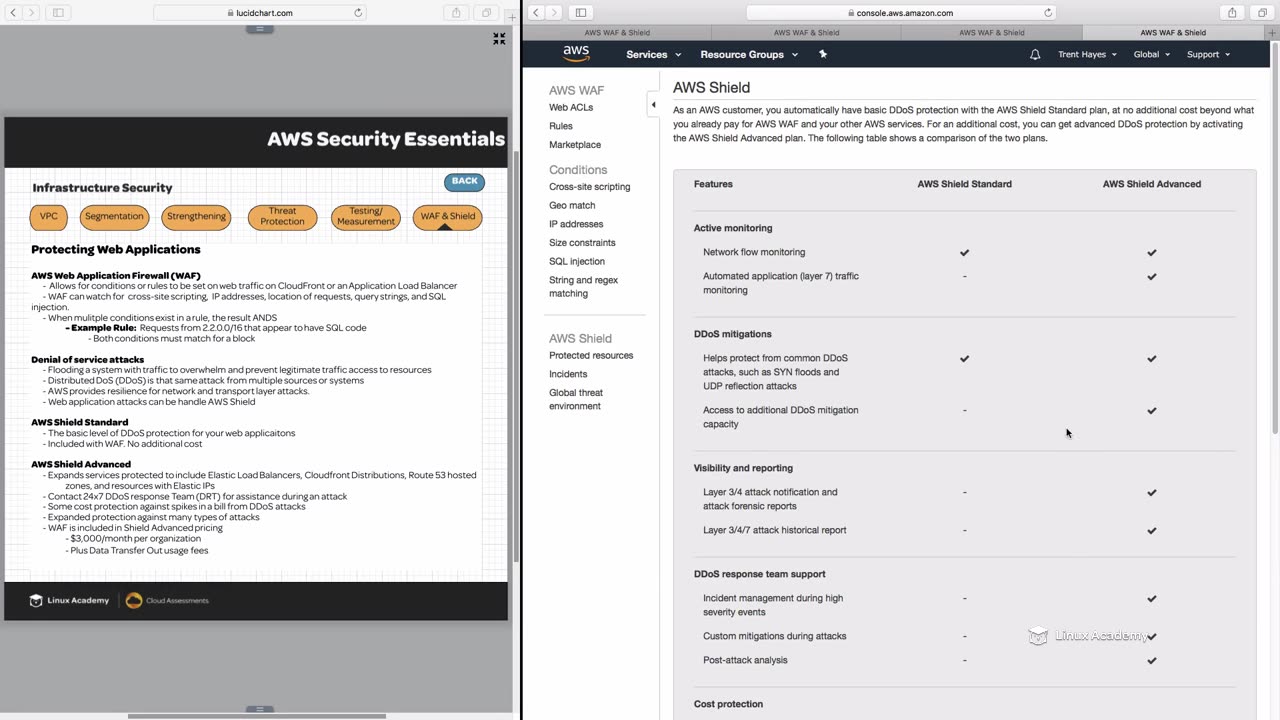 lucidchart.com
AWS Security Essentials
Infrastructure Security
BACK
VPC
Segmentation
Strengthening
Threat
Protection
Testing/
Measurement
WAF & Shield
Protecting Web Applications
AWS Web Application Firewall (WAF)
- Allows for conditions or rules to be set on web traffic on CloudFront or an Application Load Balancer
- WAF can watch for cross-site scripting, IP addresses, location of requests, query strings, and SQL
injection.
- When mulitple conditions exist in a rule, the result ANDS
- Example Rule: Requests from 2.2.0.0/16 that appear to have SQL code
- Both conditions must match for a block
Denial of service attacks
- Flooding a system with traffic to overwhelm and prevent legitimate traffic access to resources
- Distributed DoS (DDoS) is that same attack from multiple sources or systems
- AWS provides resilience for network and transport layer attacks.
- Web application attacks can be handle AWS Shield
AWS Shield Standard
- The basic level of DDoS protection for your web applicaitons
- Included with WAF. No additional cost
AWS Shield Advanced
- Expands services protected to include Elastic Load Balancers, Cloudfront Distributions, Route 53 hosted
zones, and resources with Elastic IPs
- Contact 24x7 DDoS response Team (DRT) for assistance during an attack
- Some cost protection against spikes in a bill from DDoS attacks
- Expanded protection against many types of attacks
- WAF is included in Shield Advanced pricing
- $3,000/month per organization
- Plus Data Transfer Out usage fees
Linux Academy
Cloud Assessments
console.aws.amazon.com
AWS WAF & Shield
AWS WAF & Shield
AWS WAF & Shield
AWS WAF & Shield
aws
Services
Resource Groups
Trent Hayes
Global
Support
AWS WAF
Web ACLs
Rules
Marketplace
Conditions
Cross-site scripting
Geo match
IP addresses
Size constraints
SQL injection
String and regex
matching
AWS Shield
Protected resources
Incidents
Global threat
environment
AWS Shield
As an AWS customer, you automatically have basic DDoS protection with the AWS Shield Standard plan, at no additional cost beyond what
you already pay for AWS WAF and your other AWS services. For an additional cost, you can get advanced DDoS protection by activating
the AWS Shield Advanced plan. The following table shows a comparison of the two plans.
Features AWS Shield Standard AWS Shield Advanced
Active monitoring
Network flow monitoring ✔ ✔
Automated application (layer 7) traffic - ✔
monitoring
DDoS mitigations
Helps protect from common DDoS ✔ ✔
attacks, such as SYN floods and
UDP reflection attacks
Access to additional DDoS mitigation - ✔
capacity
Visibility and reporting
Layer 3/4 attack notification and - ✔
attack forensic reports
Layer 3/4/7 attack historical report - ✔
DDoS response team support
Incident management during high - ✔
severity events
Custom mitigations during attacks - ✔
Linux Academy
Post-attack analysis - ✔
Cost protection